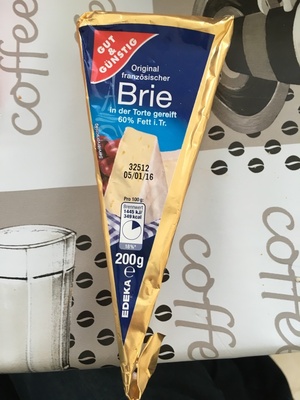 GUT &
GÜNSTIG
Original
französischer
Brie
in der Torte gereift
60% Fett i.Tr.
32512
05/01/16
Pro 100 g
Brennwert
1445 kJ
349 kcal
200g
EDEKA
coffee
coffee
coffee